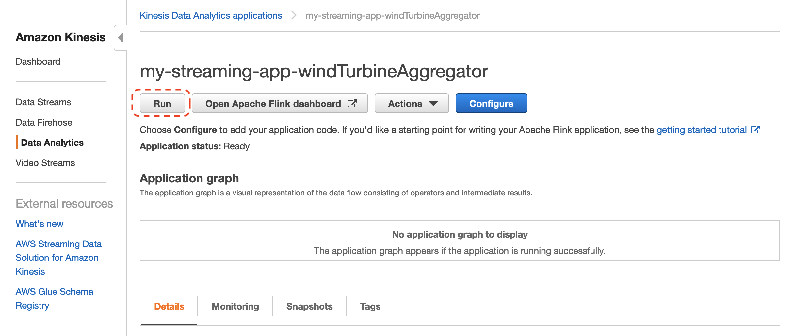 Kinesis Data Analytics applications > my-streaming-app-windTurbineAggregator
Amazon Kinesis
Dashboard
Data Streams
Data Firehose
Data Analytics
Video Streams
External resources
What's new
AWS Streaming Data
Solution for Amazon
Kinesis
AWS Glue Schema
Registry
my-streaming-app-windTurbineAggregator
Run Open Apache Flink dashboard Actions Configure
Choose Configure to add your application code. If you'd like a starting point for writing your Apache Flink application, see the getting started tutorial
Application status: Ready
Application graph
The application graph is a visual representation of the data flow consisting of operators and intermediate results.
No application graph to display
The application graph appears if the application is running successfully.
Details Monitoring Snapshots Tags